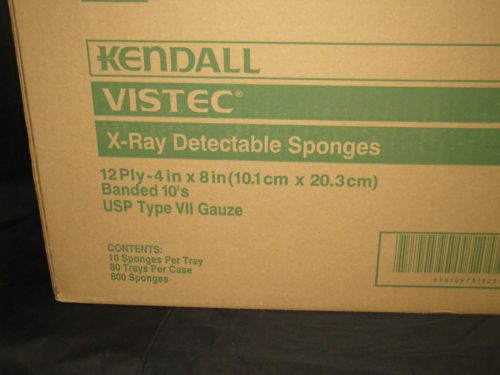 KENDALL
VISTEC®
X-Ray Detectable Sponges
12 Ply-4 in x 8 in (10.1 cm x 20.3 cm)
Banded 10's
USP Type VII Gauze
CONTENTS:
10 Sponges Per Tray
80 Trays Per Case
800 Sponges